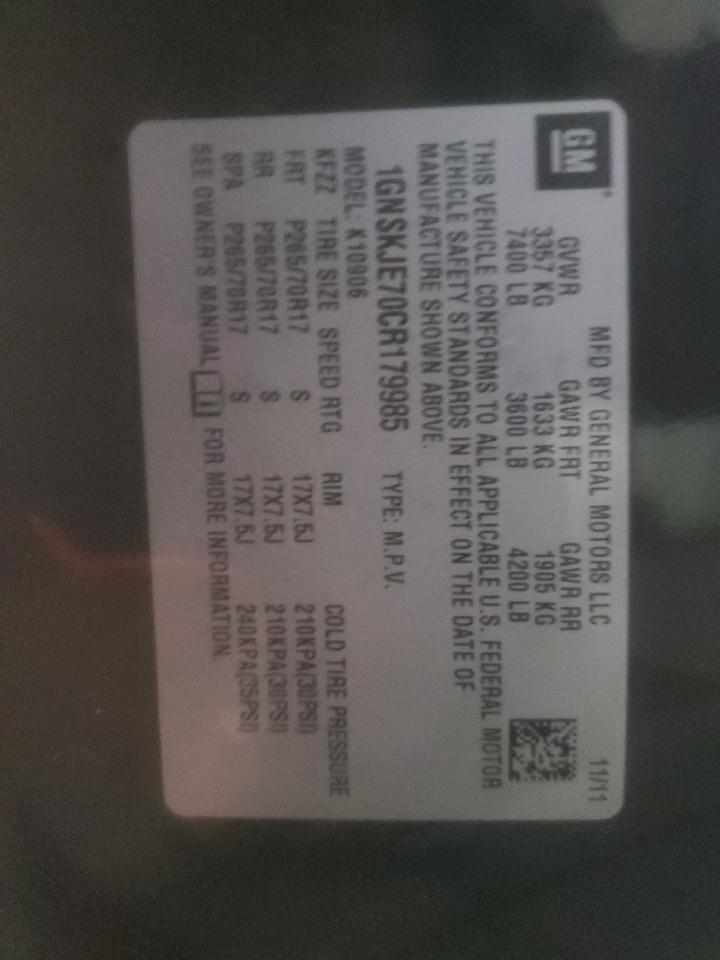 GM
MFD BY GENERAL MOTORS LLC 11/11
GVWR GAWR FRT GAWR RR
3357 KG 1633 KG 1905 KG
7400 LB 3600 LB 4200 LB
THIS VEHICLE CONFORMS TO ALL APPLICABLE U.S. FEDERAL MOTOR
VEHICLE SAFETY STANDARDS IN EFFECT ON THE DATE OF
MANUFACTURE SHOWN ABOVE.
1GNSKJE70CR179985 TYPE: M.P.V.
MODEL: K10906
KFZZ TIRE SIZE SPEED RTG RIM COLD TIRE PRESSURE
FRT P265/70R17 S 17X7.5J 210KPA(30PSI)
RR P265/70R17 S 17X7.5J 210KPA(30PSI)
SPA P265/70R17 S 17X7.5J 240KPA(35PSI)
SEE OWNER'S MANUAL FOR MORE INFORMATION.